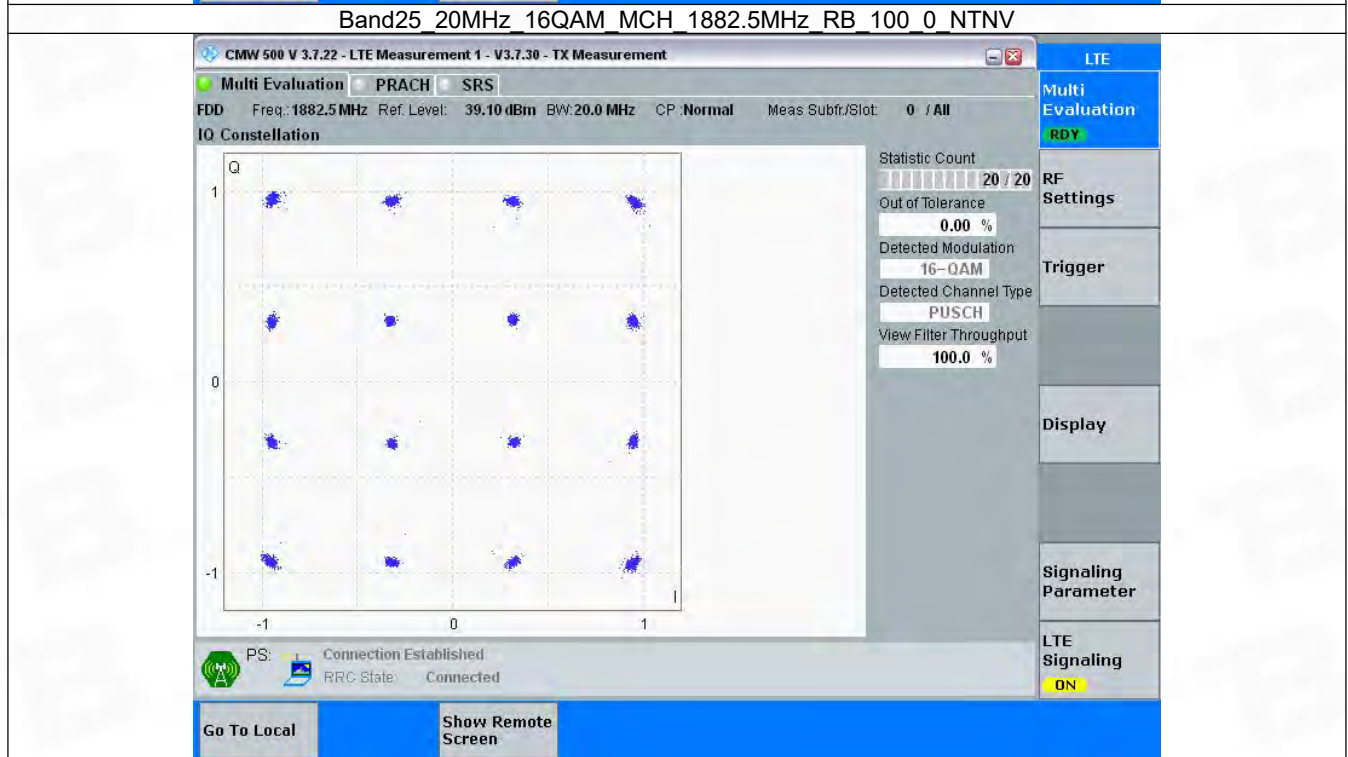 Band25_20MHz_16QAM_MCH_1882.5MHz_RB_100_0_NTNV
CMW 500 V 3.7.22 - LTE Measurement 1 - V3.7.30 - TX Measurement
LTE
Multi Evaluation PRACH SRS
Multi
Evaluation
RDY
FDD Freq.: 1882.5 MHz Ref. Level: 39.10 dBm BW: 20.0 MHz CP : Normal Meas Subfr./Slot: 0 / All
IQ Constellation
Q
1
0
-1
I
-1 0 1
Statistic Count
20 / 20
Out of Tolerance
0.00 %
Detected Modulation
16-QAM
Detected Channel Type
PUSCH
View Filter Throughput
100.0 %
RF
Settings
Trigger
Display
Signaling
Parameter
LTE
Signaling
ON
PS: Connection Established
RRC State: Connected
Go To Local
Show Remote
Screen